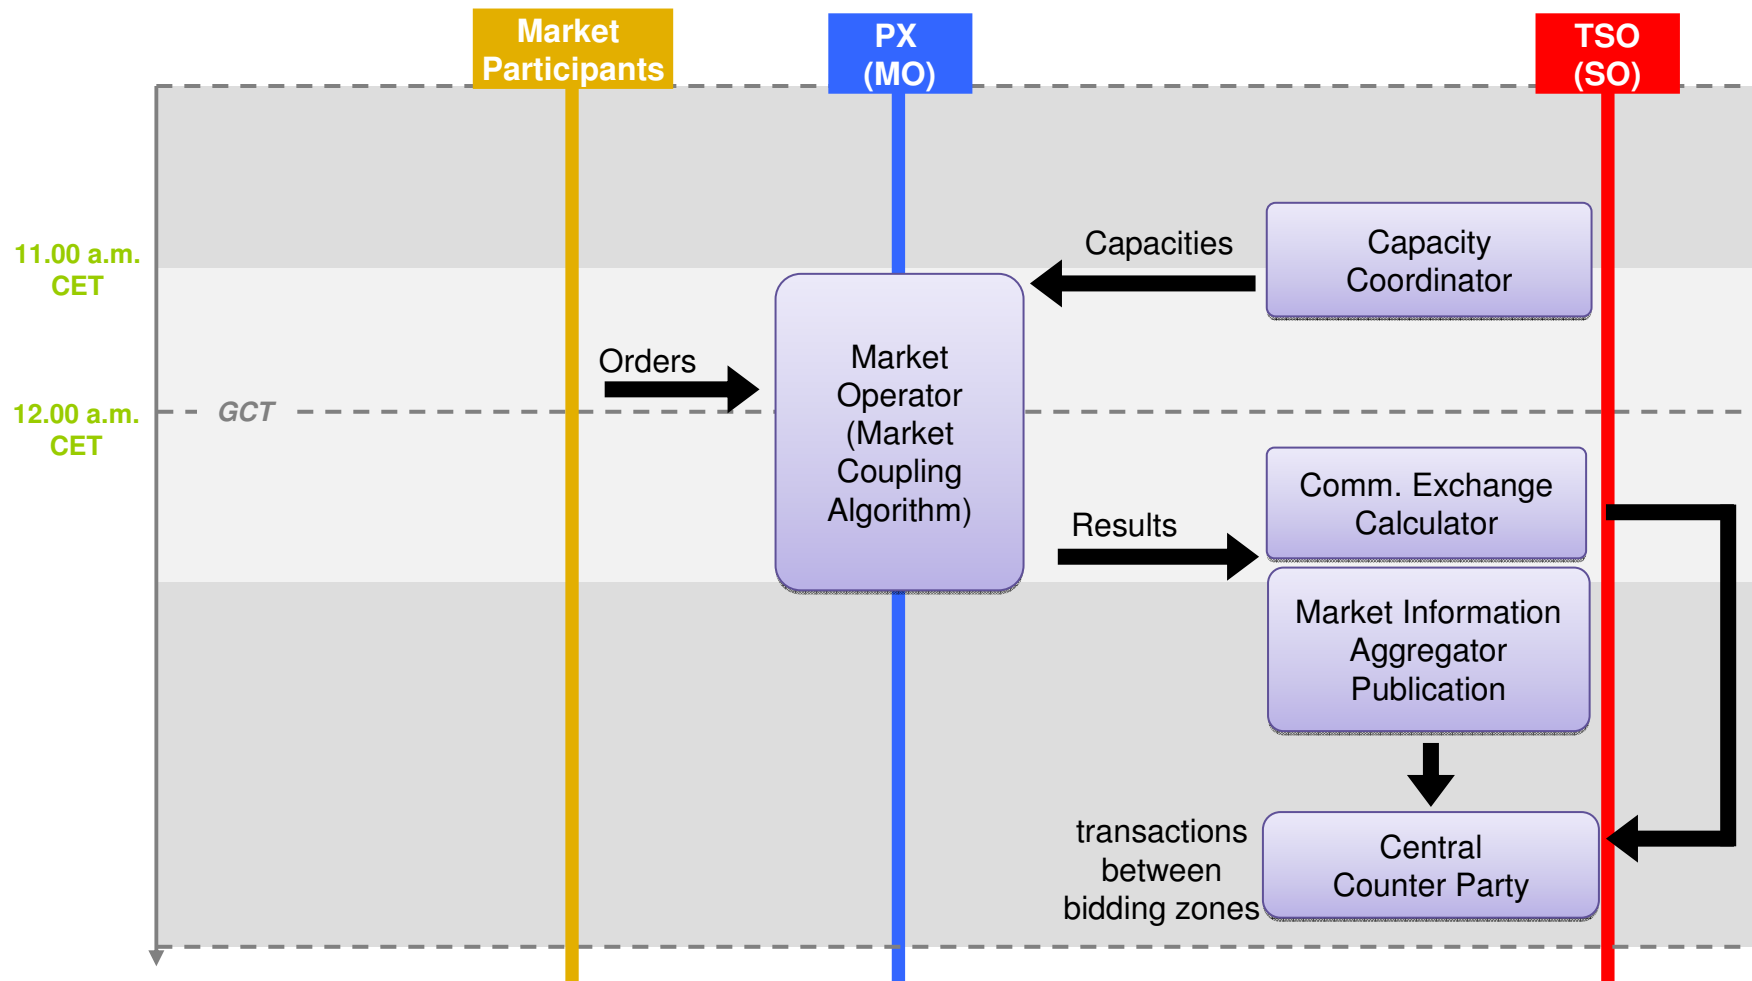 Market
Participants
PX
(MO)
TSO
(SO)
11.00 a.m.
CET
Capacities
Capacity
Coordinator
Orders
12.00 a.m.
CET
GCT
Market
Operator
(Market
Coupling
Algorithm)
Results
Comm. Exchange
Calculator
Market Information
Aggregator
Publication
transactions
between
bidding zones
Central
Counter Party